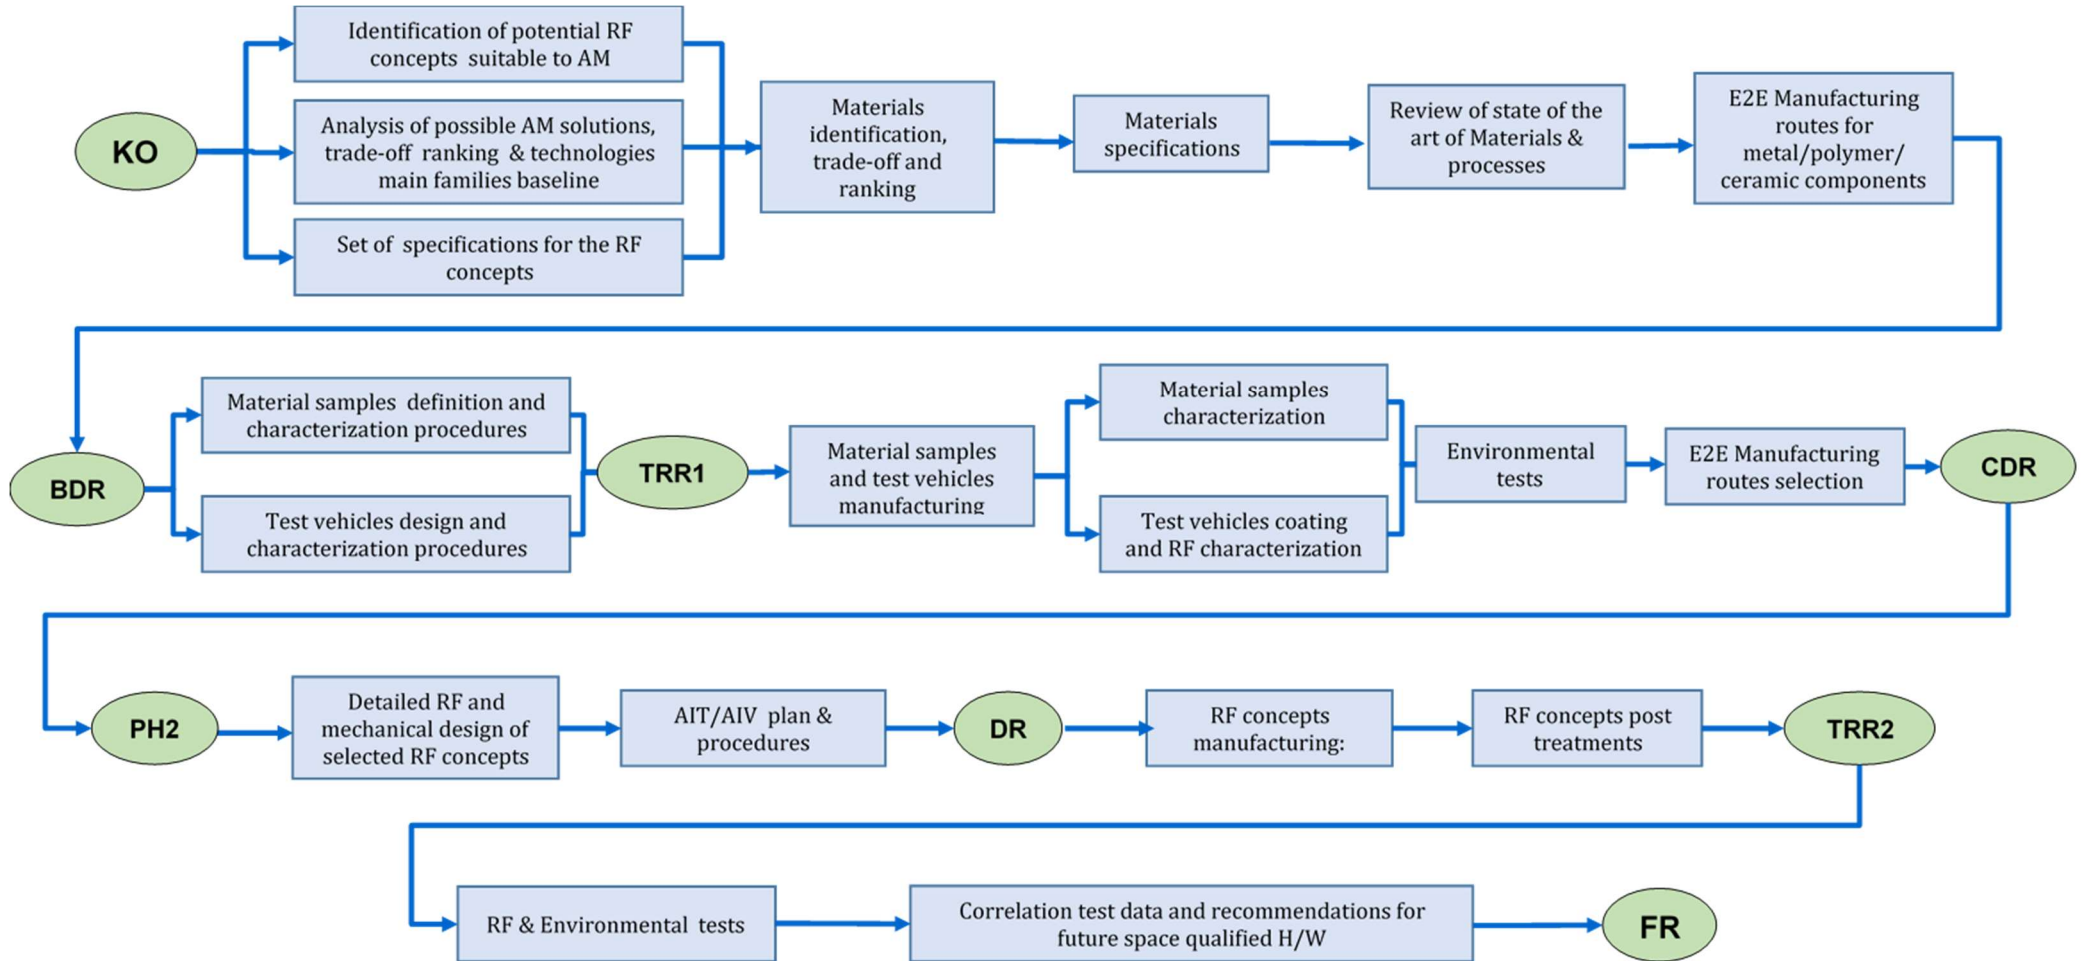 KO
Identification of potential RF
concepts suitable to AM
Analysis of possible AM solutions,
trade-off ranking & technologies
main families baseline
Set of specifications for the RF
concepts
Materials
identification,
trade-off and
ranking
Materials
specifications
Review of state of the
art of Materials &
processes
E2E Manufacturing
routes for
metal/polymer/
ceramic components
BDR
Material samples definition and
characterization procedures
Test vehicles design and
characterization procedures
TRR1
Material samples
and test vehicles
manufacturing
Material samples
characterization
Test vehicles coating
and RF characterization
Environmental
tests
E2E Manufacturing
routes selection
CDR
PH2
Detailed RF and
mechanical design of
selected RF concepts
AIT/AIV plan &
procedures
DR
RF concepts
manufacturing:
RF concepts post
treatments
TRR2
RF & Environmental tests
Correlation test data and recommendations for
future space qualified H/W
FR